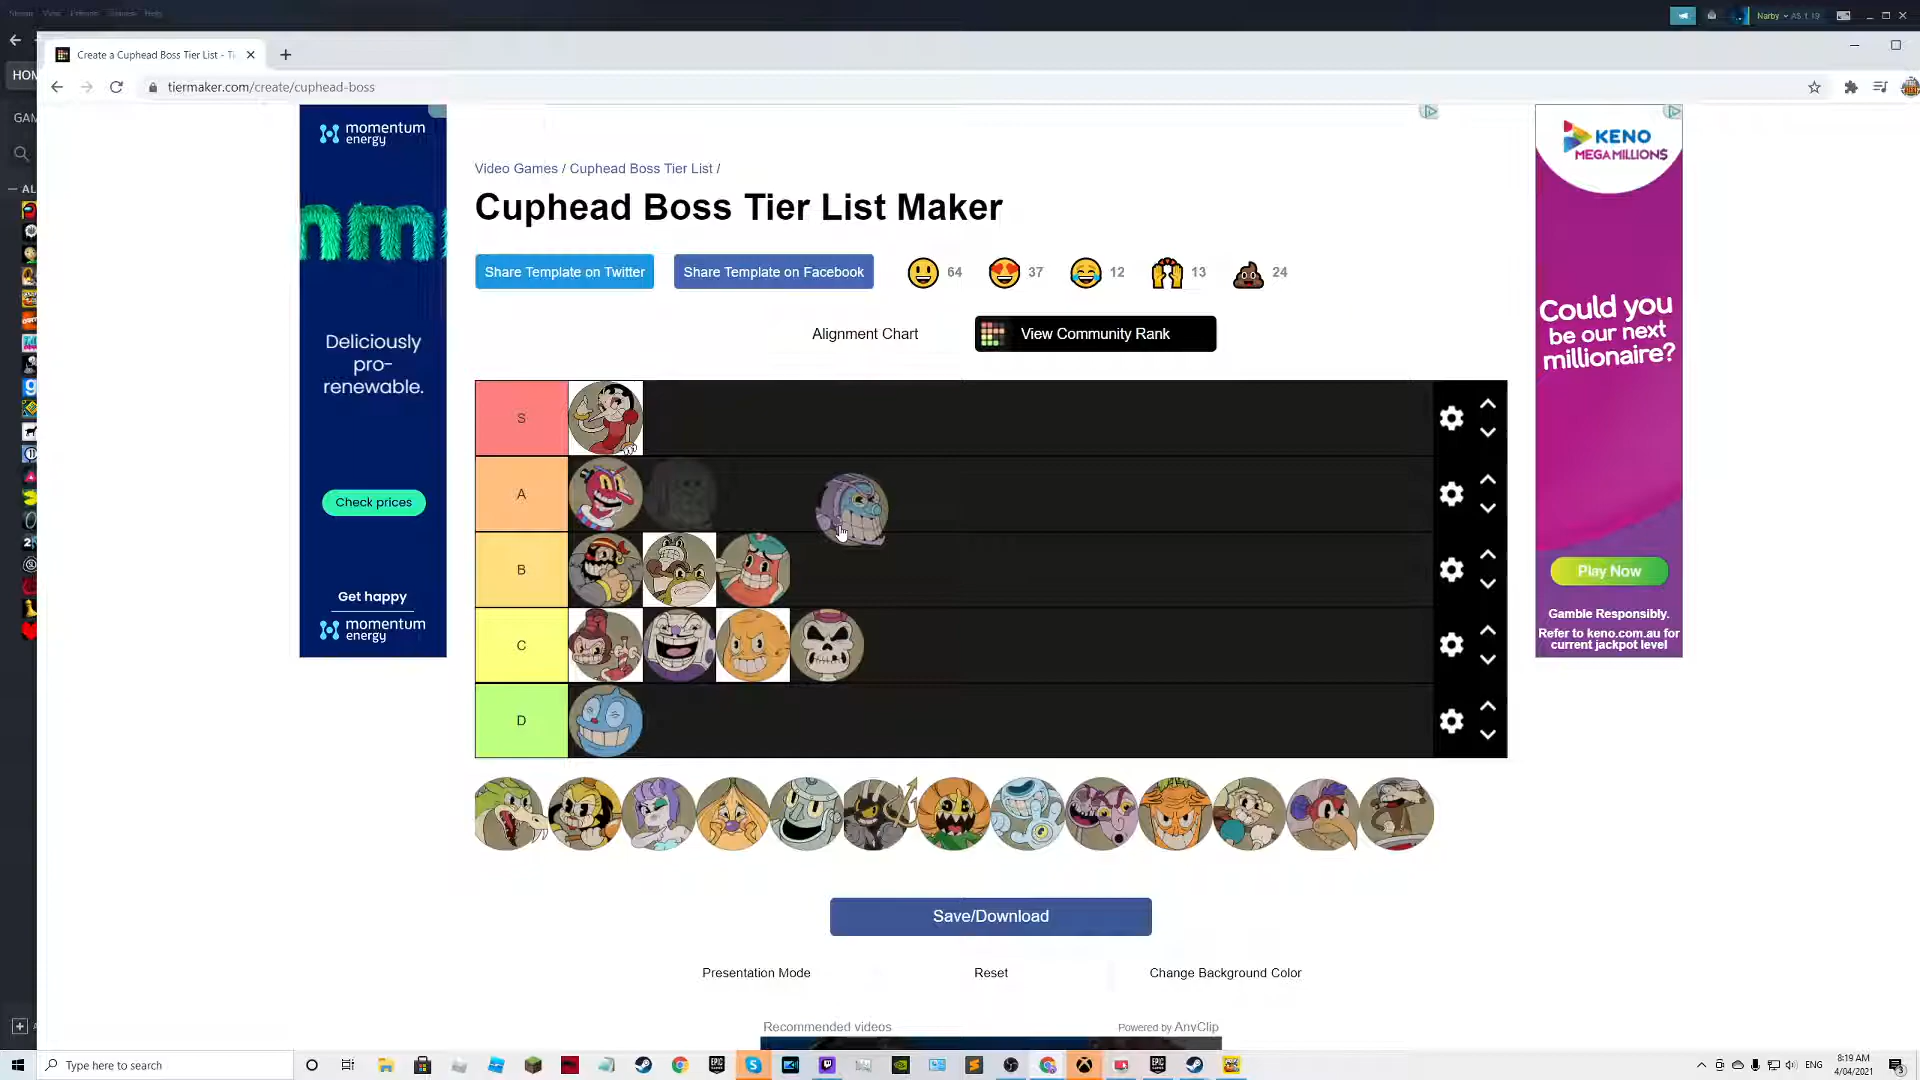 Narby
Create a Cuphead Boss Tier List - Ti
tiermaker.com/create/cuphead-boss
momentum
energy
Deliciously
pro-
renewable.
Check prices
Get happy
momentum
energy
Video Games / Cuphead Boss Tier List /
Cuphead Boss Tier List Maker
Share Template on Twitter
Share Template on Facebook
64
37
12
13
24
Alignment Chart
View Community Rank
S
A
B
C
D
Save/Download
Presentation Mode
Reset
Change Background Color
Recommended videos
Powered by AnyClip
KENO
MEGA MILLIONS
Could you
be our next
millionaire?
Play Now
Gamble Responsibly.
Refer to keno.com.au for
current jackpot level
Type here to search
ENG
8:19 AM
4/04/2021